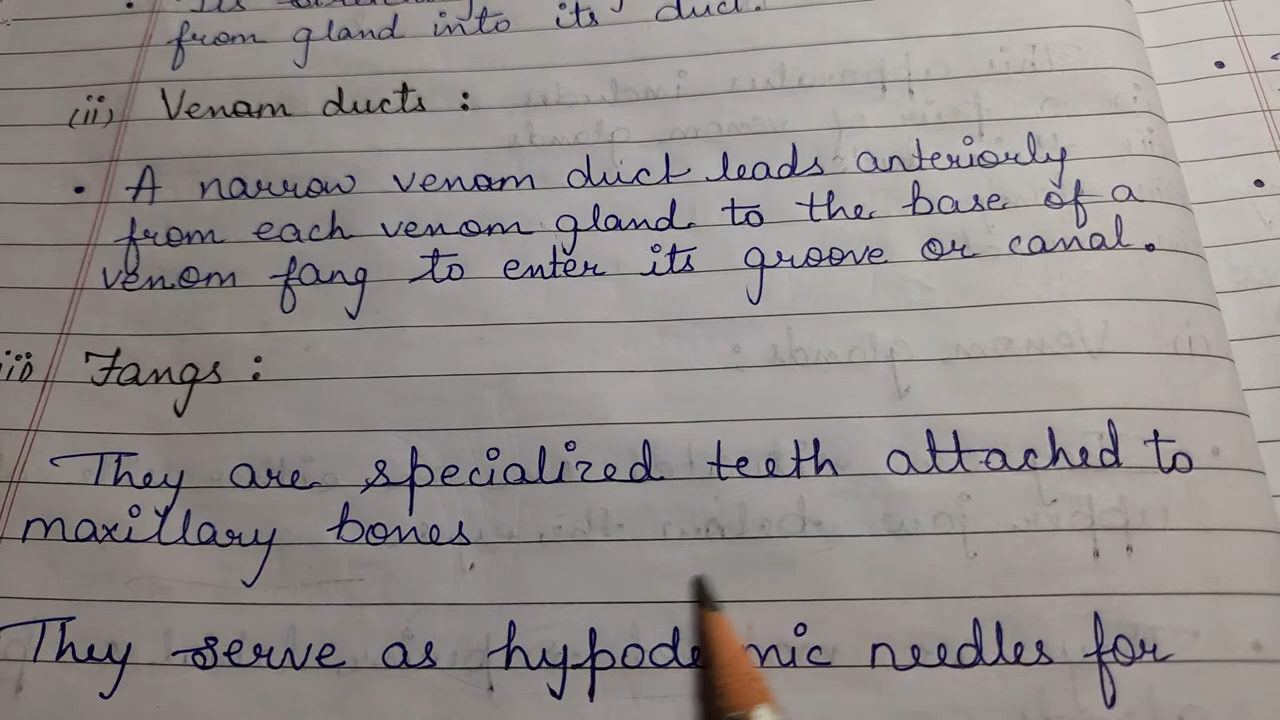 from gland into its duct.
(ii) Venom ducts :
• A narrow venom duct leads anteriorly
from each venom gland to the base of a
venom fang to enter its groove or canal.
iii) Fangs :
They are specialized teeth attached to
maxillary bones
They serve as needles for